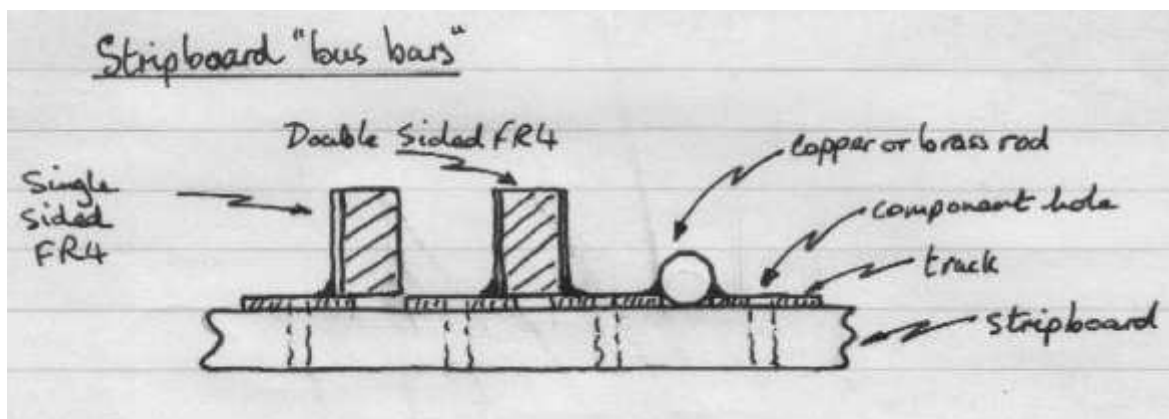 Stripboard "bus bars"
Double Sided FR4
copper or brass rod
Single
sided
FR4
component hole
track
stripboard